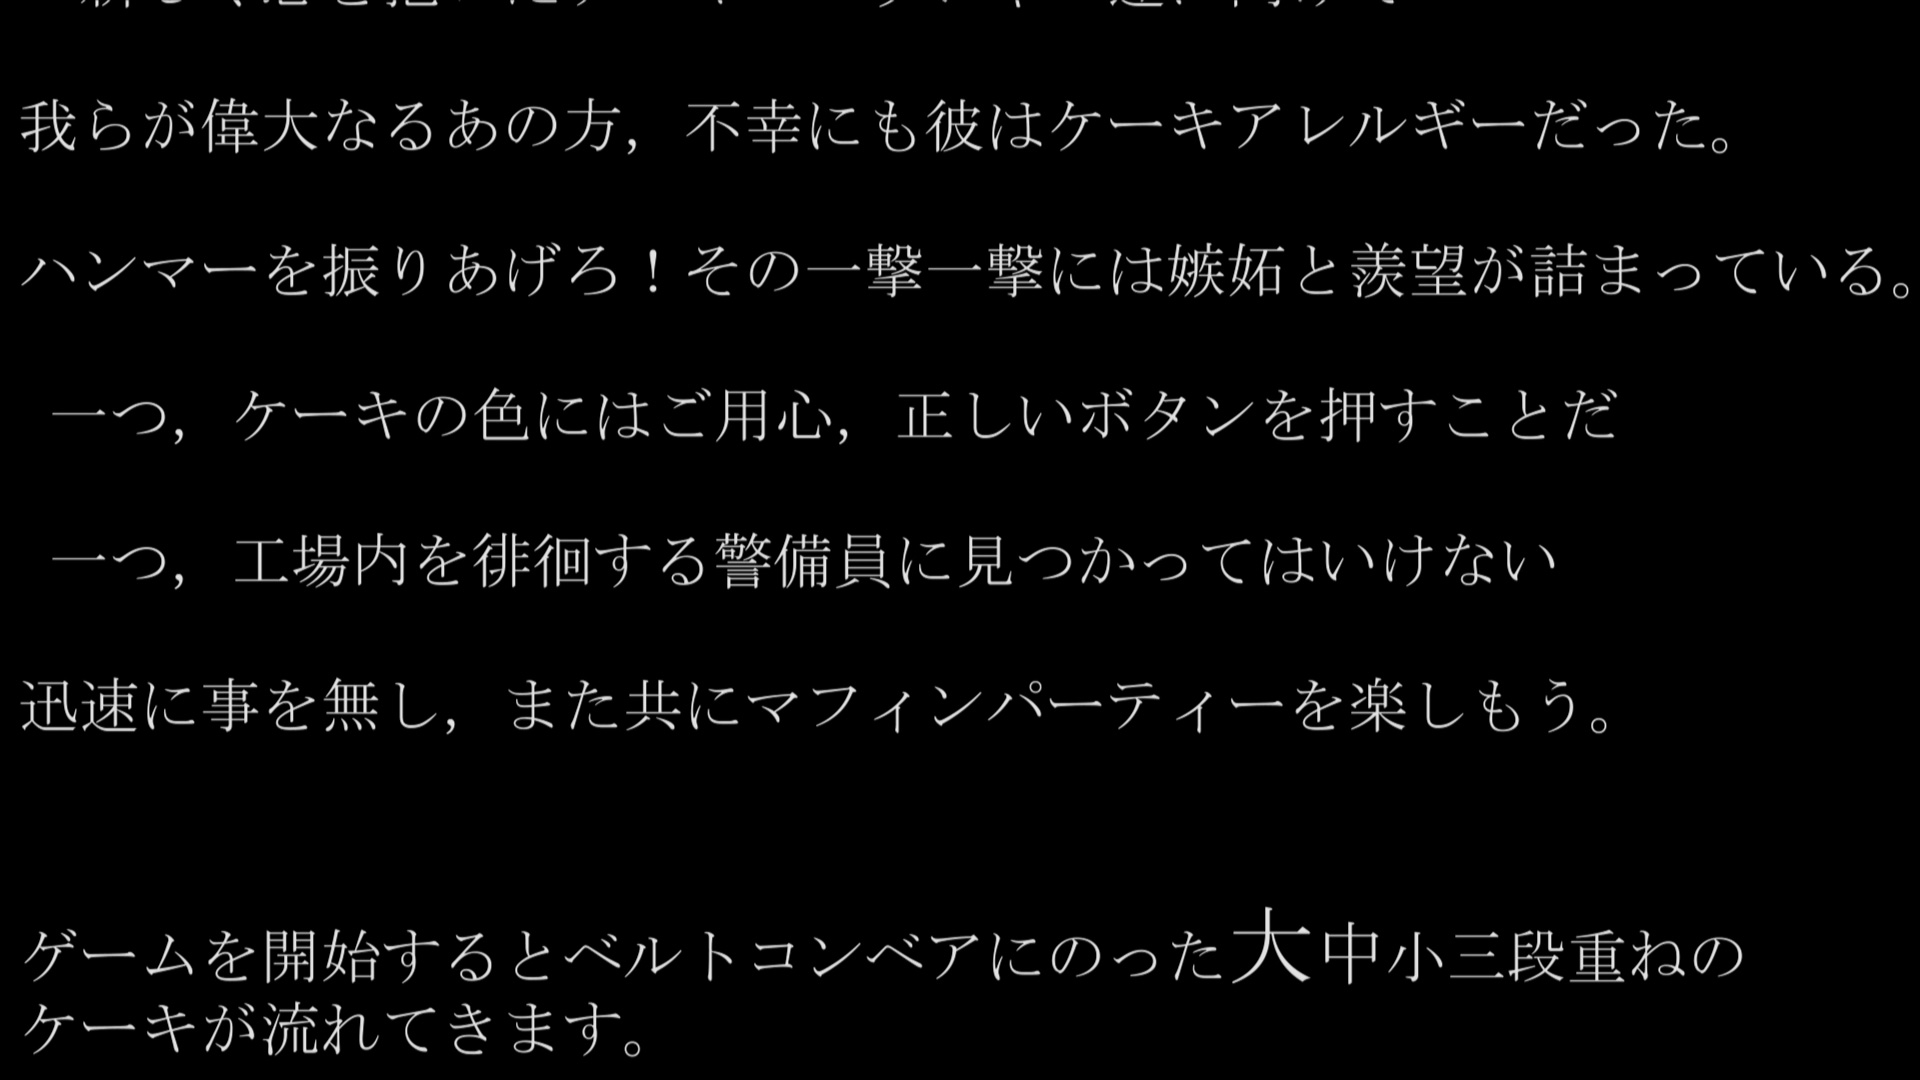 我らが偉大なるあの方，不幸にも彼はケーキアレルギーだった。
ハンマーを振りあげろ！その一撃一撃には嫉妬と羨望が詰まっている。
一つ，ケーキの色にはご用心，正しいボタンを押すことだ
一つ，工場内を徘徊する警備員に見つかってはいけない
迅速に事を無し，また共にマフィンパーティーを楽しもう。
ゲームを開始するとベルトコンベアにのった大中小三段重ねの
ケーキが流れてきます。